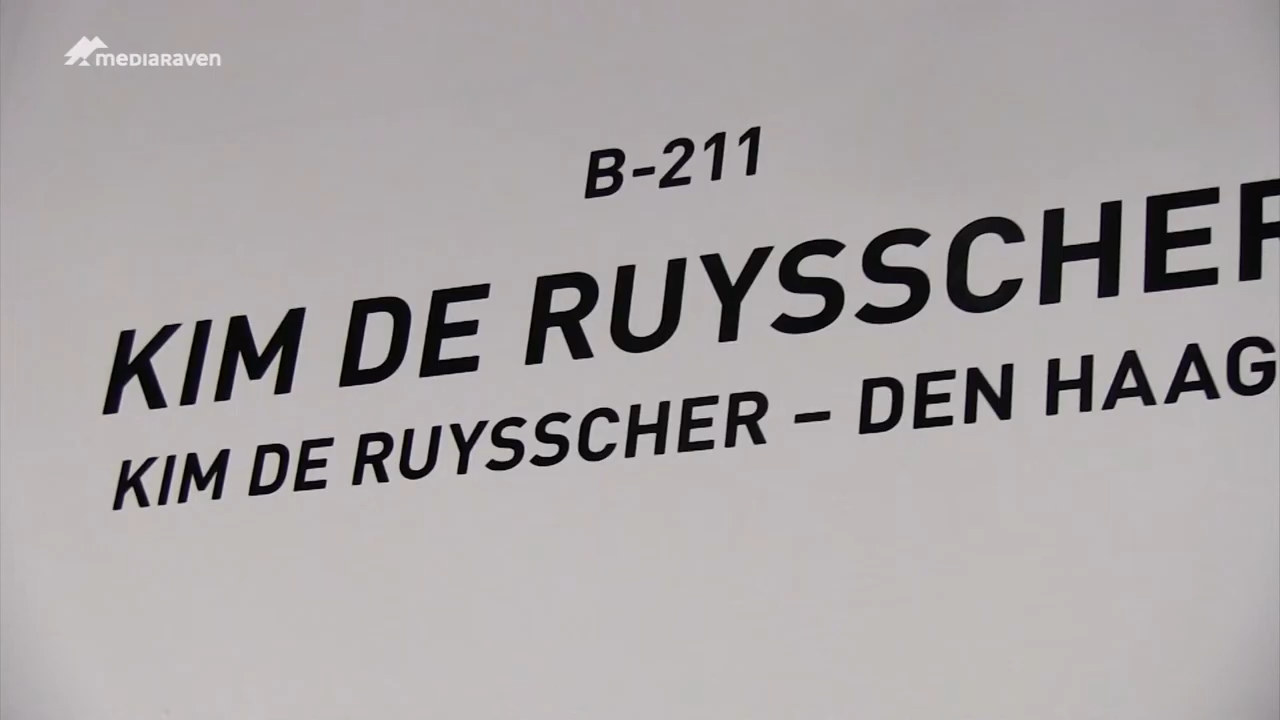 mediaraven
B-211
KIM DE RUYSSCHER
KIM DE RUYSSCHER – DEN HAAG